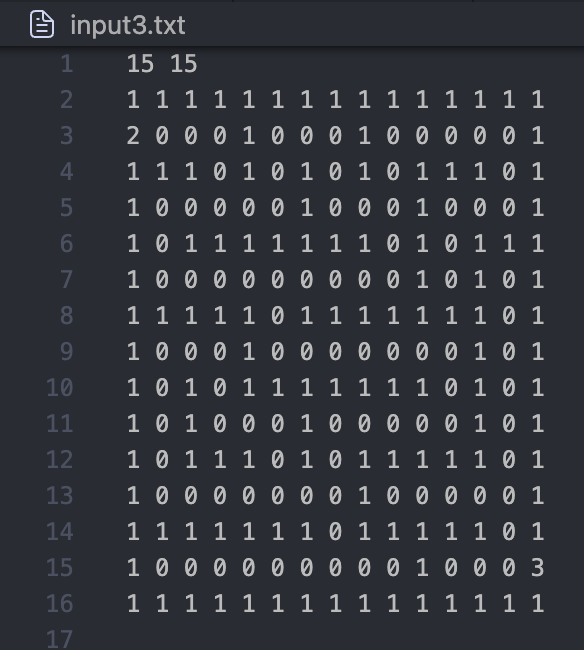 input3.txt
1 15 15
2 1 1 1 1 1 1 1 1 1 1 1 1 1 1 1
3 2 0 0 0 1 0 0 0 1 0 0 0 0 0 1
4 1 1 1 0 1 0 1 0 1 0 1 1 1 0 1
5 1 0 0 0 0 0 1 0 0 0 1 0 0 0 1
6 1 0 1 1 1 1 1 1 1 0 1 0 1 1 1
7 1 0 0 0 0 0 0 0 0 0 0 1 0 1 0 1
8 1 1 1 1 1 0 1 1 1 1 1 1 1 0 1
9 1 0 0 0 1 0 0 0 0 0 0 0 1 0 1
10 1 0 1 0 1 1 1 1 1 1 1 0 1 0 1
11 1 0 1 0 0 0 1 0 0 0 0 0 1 0 1
12 1 0 1 1 1 0 1 0 1 1 1 1 1 0 1
13 1 0 0 0 0 0 0 0 1 0 0 0 0 0 1
14 1 1 1 1 1 1 1 0 1 1 1 1 1 0 1
15 1 0 0 0 0 0 0 0 0 0 1 0 0 0 3
16 1 1 1 1 1 1 1 1 1 1 1 1 1 1 1
17